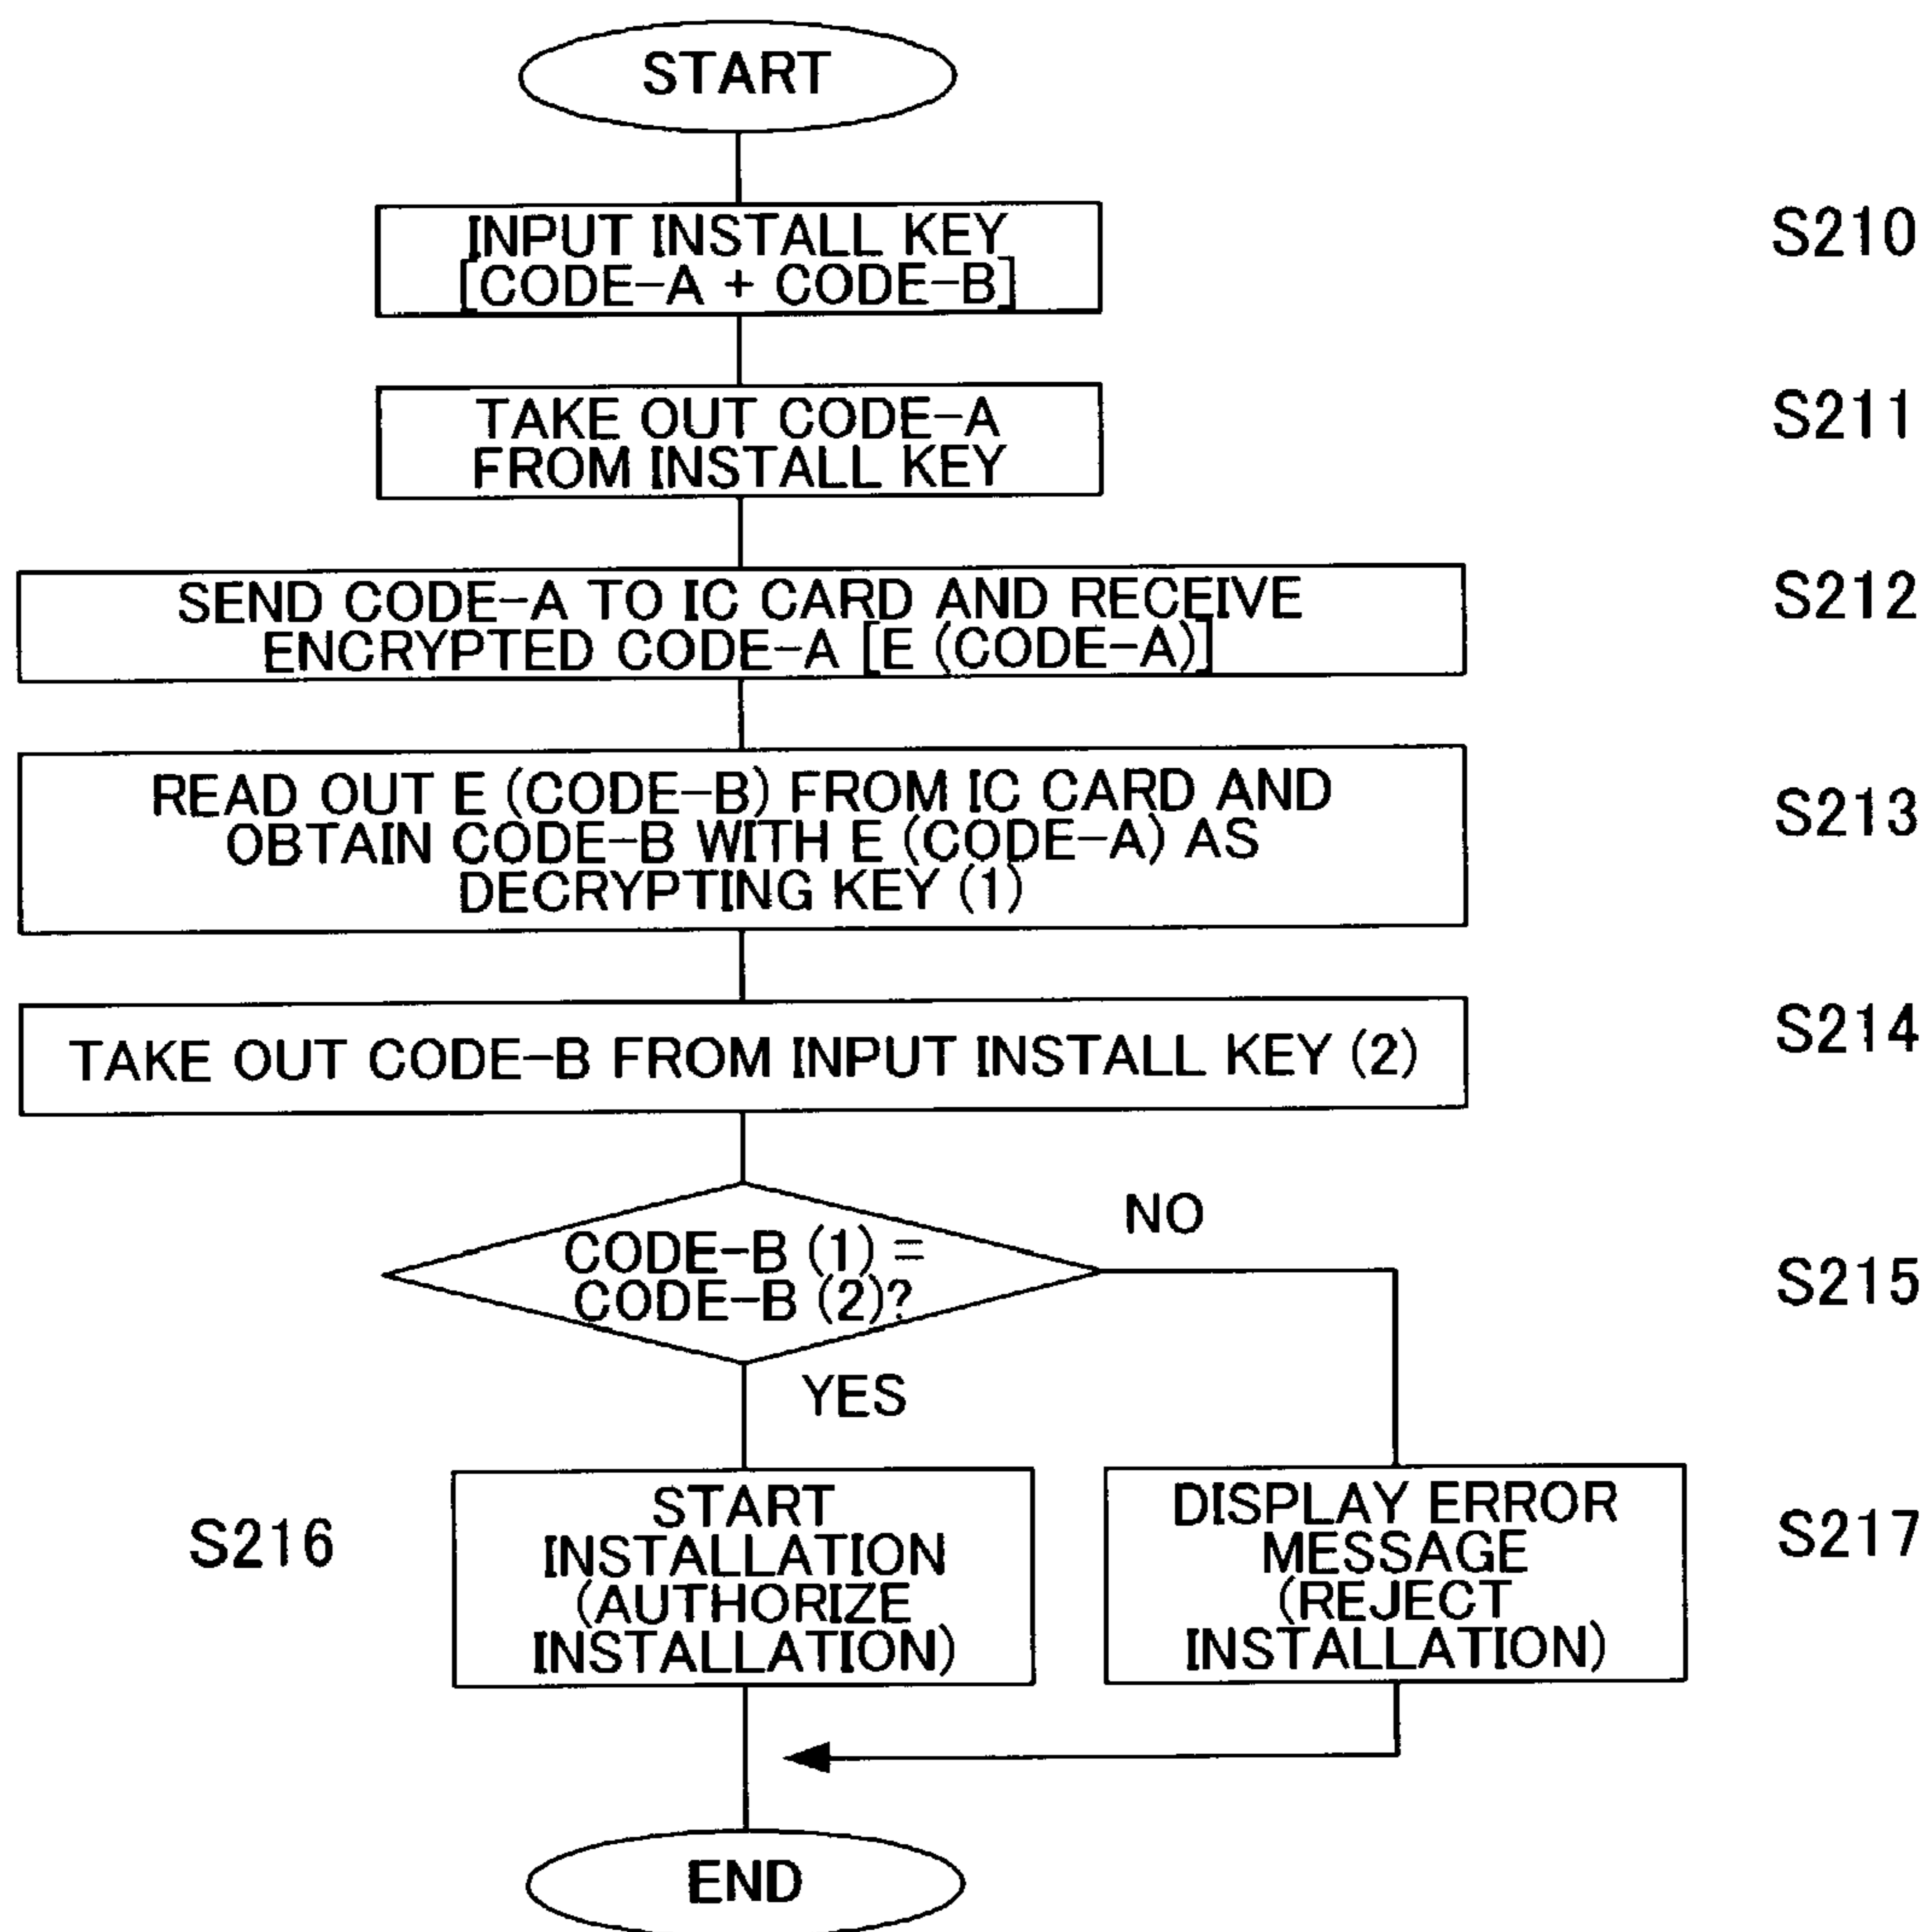 START
INPUT INSTALL KEY
[CODE-A + CODE-B]
S210
TAKE OUT CODE-A
FROM INSTALL KEY
S211
SEND CODE-A TO IC CARD AND RECEIVE
ENCRYPTED CODE-A [E (CODE-A)]
S212
READ OUT E (CODE-B) FROM IC CARD AND
OBTAIN CODE-B WITH E (CODE-A) AS
DECRYPTING KEY (1)
S213
TAKE OUT CODE-B FROM INPUT INSTALL KEY (2)
S214
CODE-B (1) =
CODE-B (2)?
NO
S215
YES
S216
START
INSTALLATION
(AUTHORIZE
INSTALLATION)
DISPLAY ERROR
MESSAGE
(REJECT
INSTALLATION)
S217
END